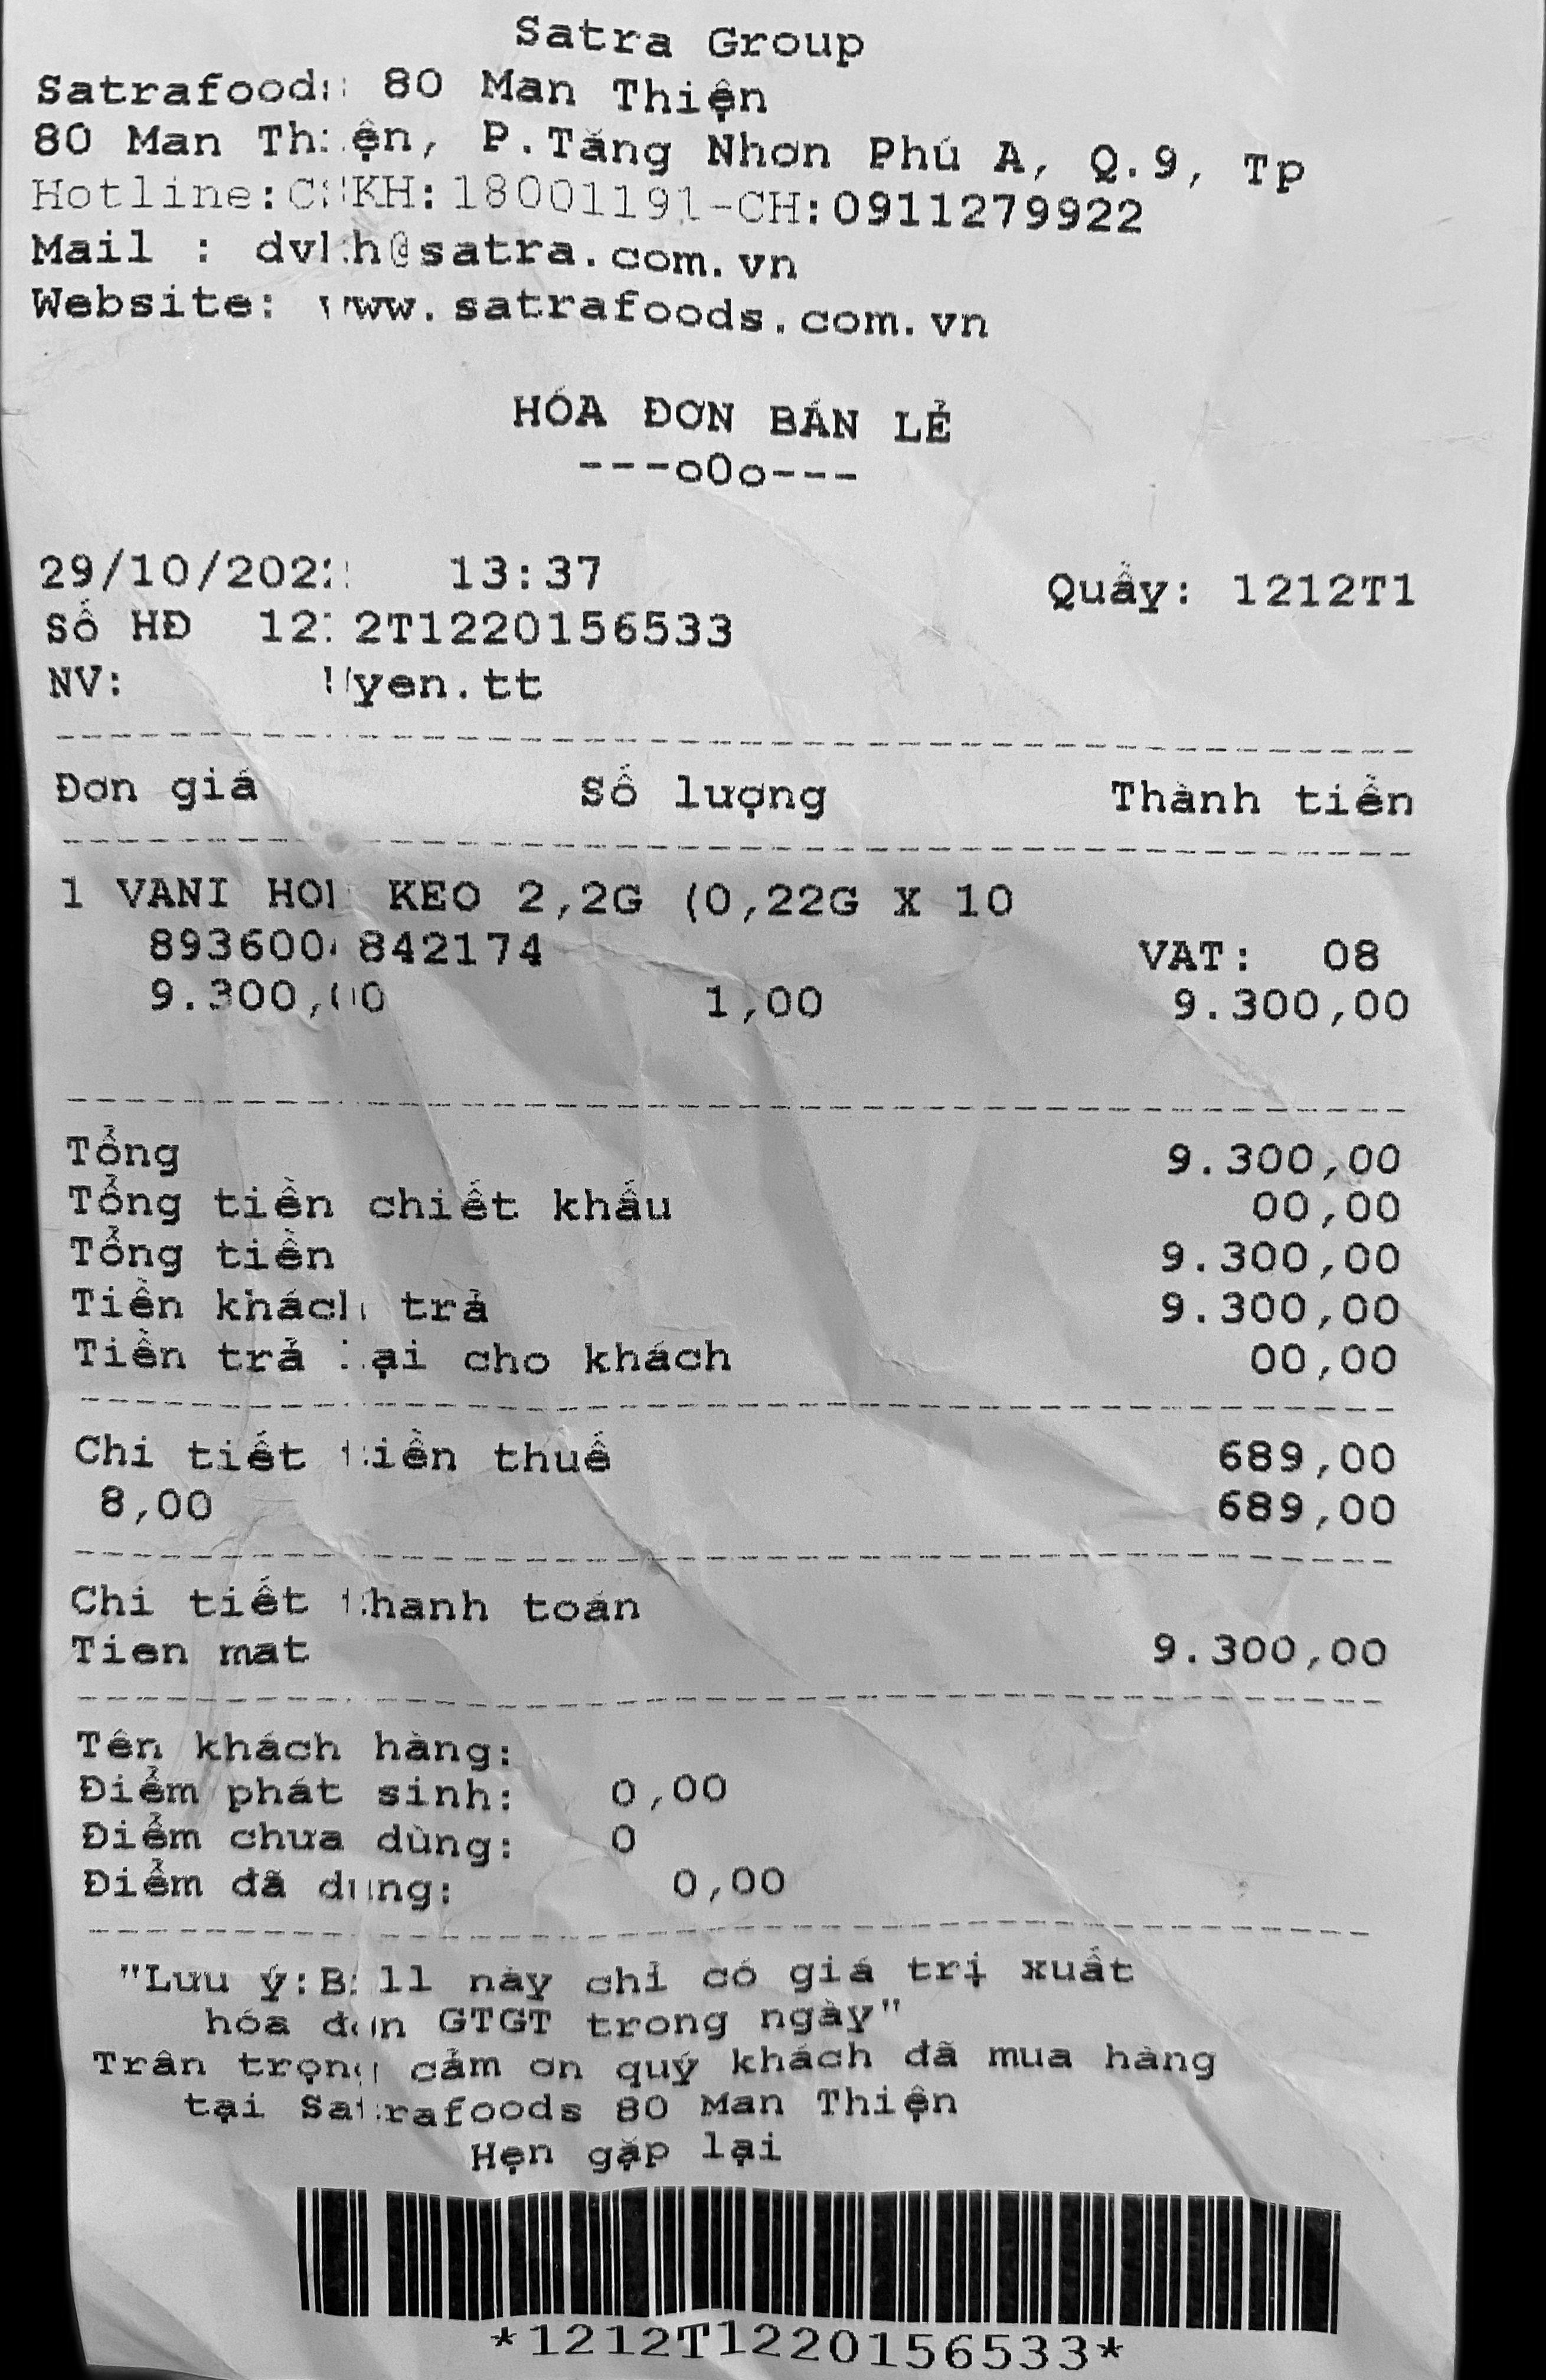 Satra Group
Satrafoods 80 Man Thiện
80 Man Thiện, P.Tăng Nhơn Phú A, Q.9, Tp
Hotline:CSKH:18001191-CH:0911279922
Mail : dvkh@satra.com.vn
Website: www.satrafoods.com.vn
HÓA ĐƠN BÁN LẺ
---oOo---
29/10/2022 13:37 Quầy: 1212T1
Số HĐ 1212T1220156533
NV: Uyen.tt
Đơn giá Số lượng Thành tiền
1 VANI HOI KEO 2,2G (0,22G X 10
8936004842174 VAT: 08
9.300,00 1,00 9.300,00
Tổng 9.300,00
Tổng tiền chiết khấu 00,00
Tổng tiền 9.300,00
Tiền khách trả 9.300,00
Tiền trả lại cho khách 00,00
Chi tiết tiền thuế 689,00
8,00 689,00
Chi tiết thanh toán
Tien mat 9.300,00
Tên khách hàng:
Điểm phát sinh: 0,00
Điểm chưa dùng: 0
Điểm đã dùng: 0,00
"Lưu ý:Bill này chỉ có giá trị xuất
hóa đơn GTGT trong ngày"
Trân trọng cảm ơn quý khách đã mua hàng
tại Satrafoods 80 Man Thiện
Hẹn gặp lại
*1212T1220156533*